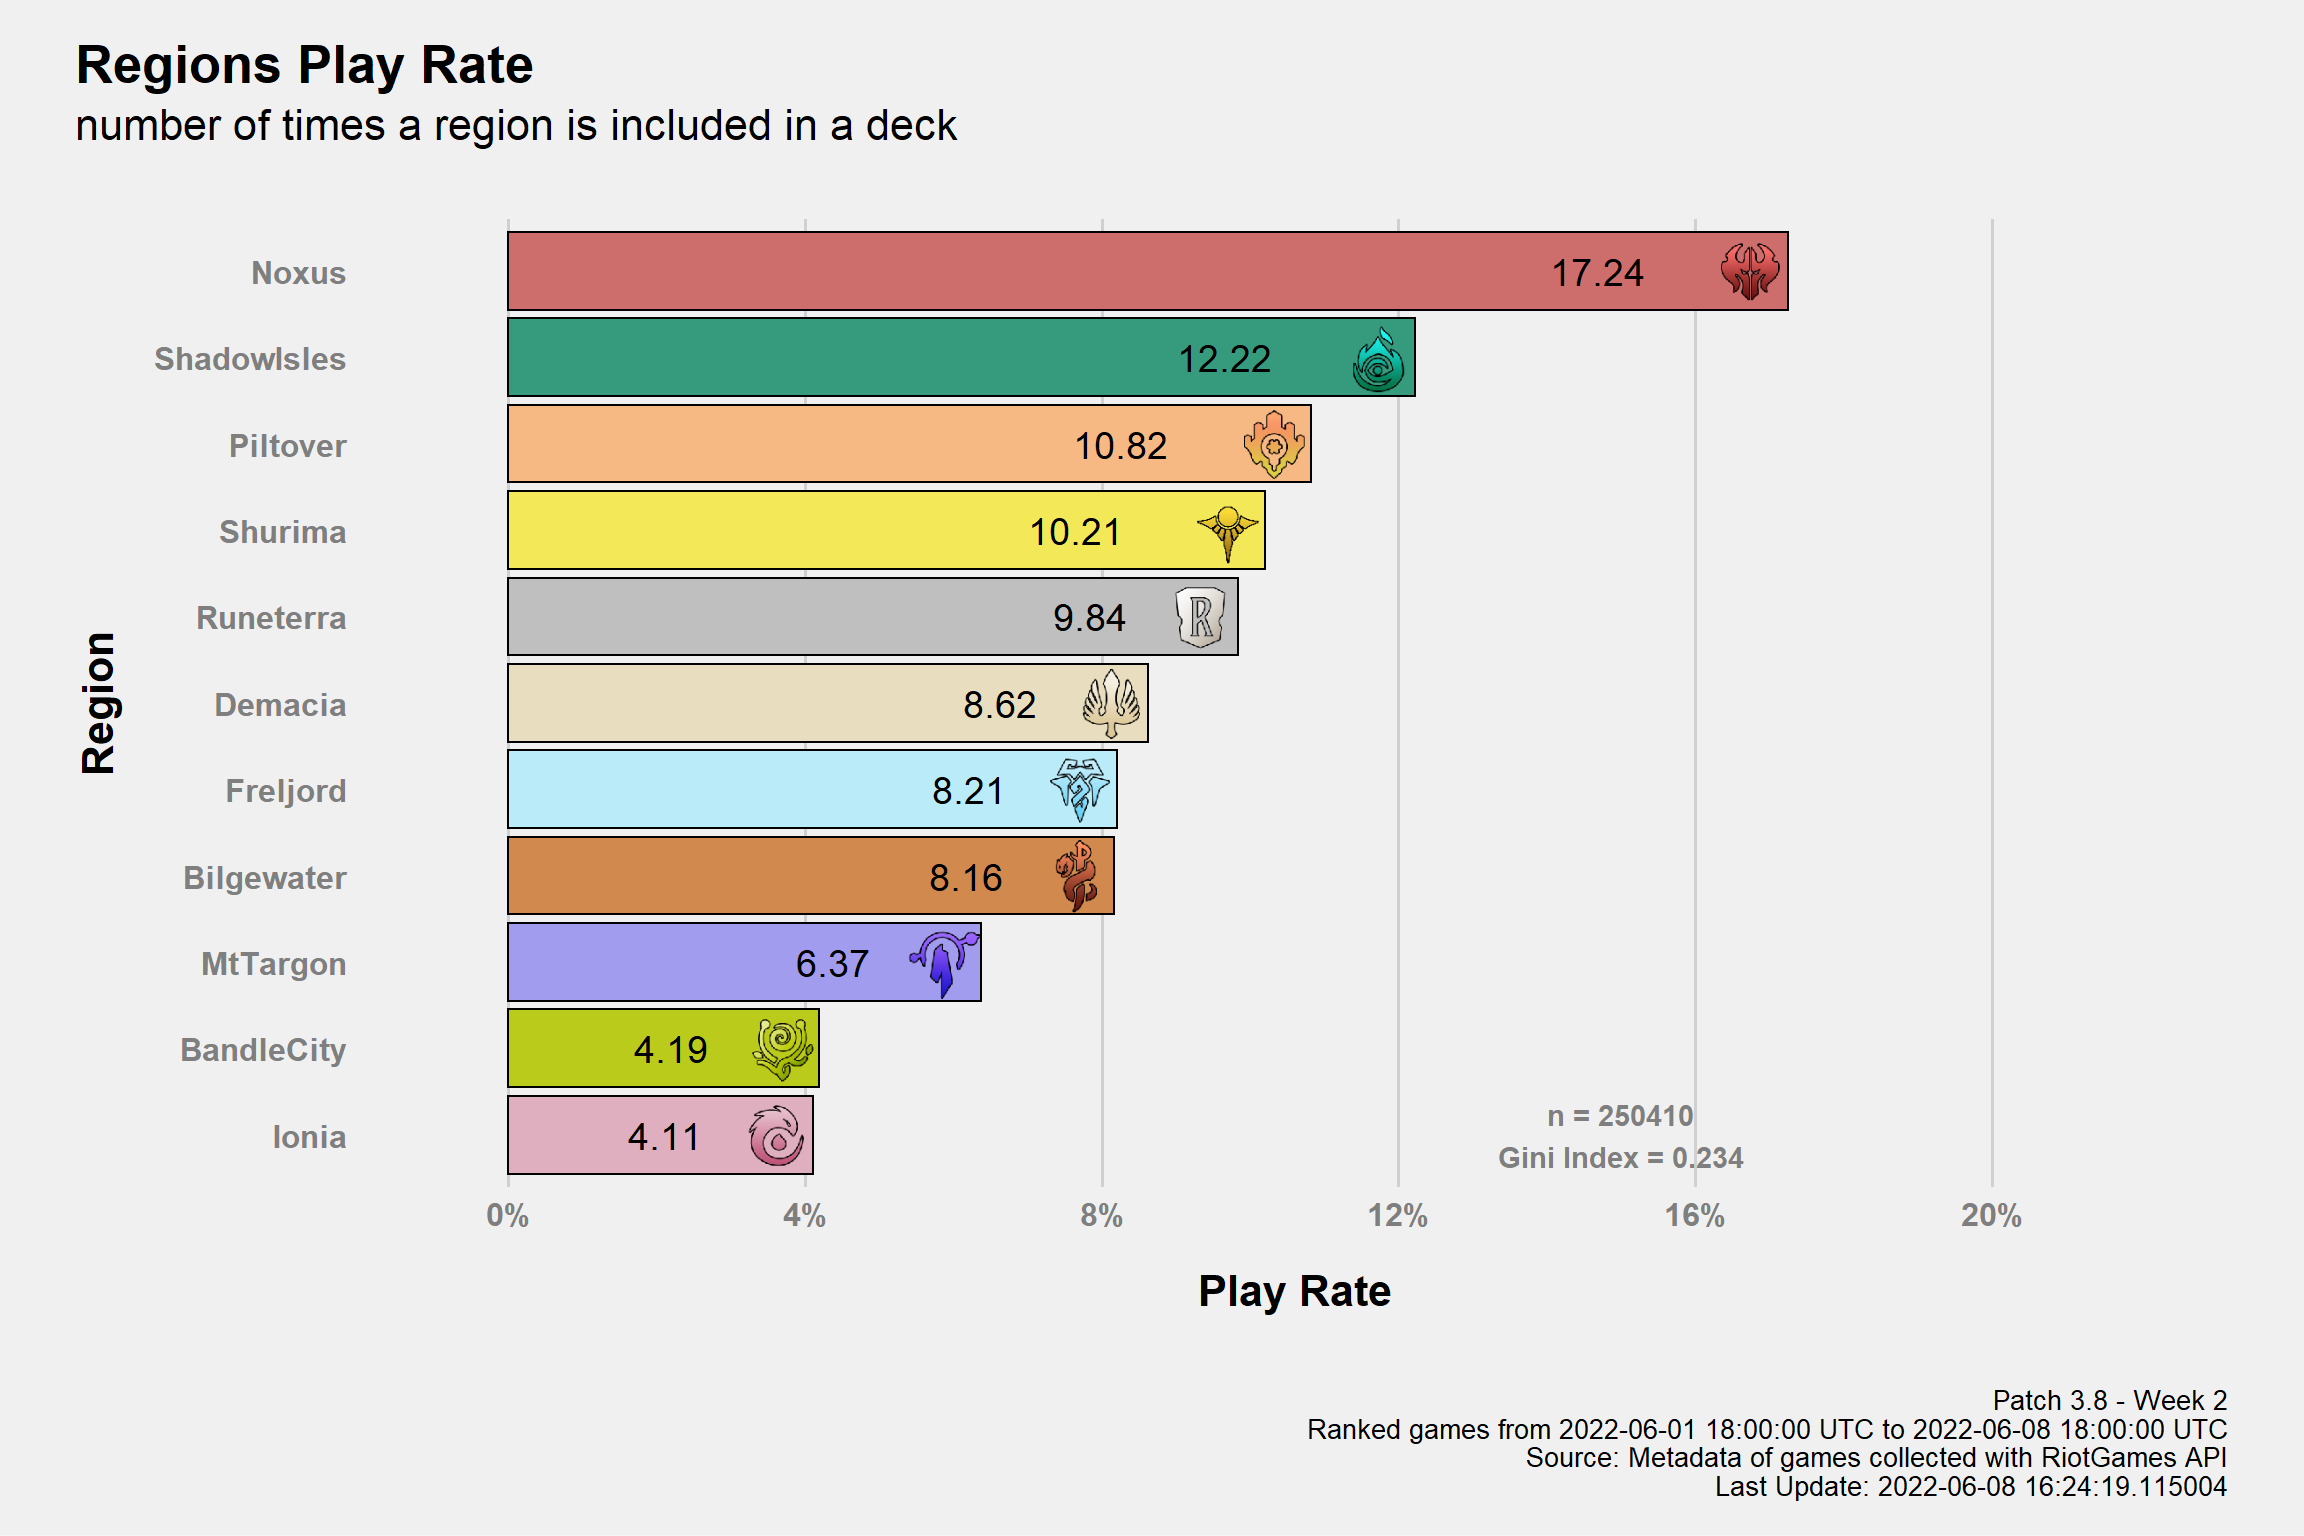 Regions Play Rate
number of times a region is included in a deck
Region
Noxus 17.24
ShadowIsles 12.22
Piltover 10.82
Shurima 10.21
Runeterra 9.84 R
Demacia 8.62
Freljord 8.21
Bilgewater 8.16
MtTargon 6.37
BandleCity 4.19
Ionia 4.11
n = 250410
Gini Index = 0.234
0% 4% 8% 12% 16% 20%
Play Rate
Patch 3.8 - Week 2
Ranked games from 2022-06-01 18:00:00 UTC to 2022-06-08 18:00:00 UTC
Source: Metadata of games collected with RiotGames API
Last Update: 2022-06-08 16:24:19.115004